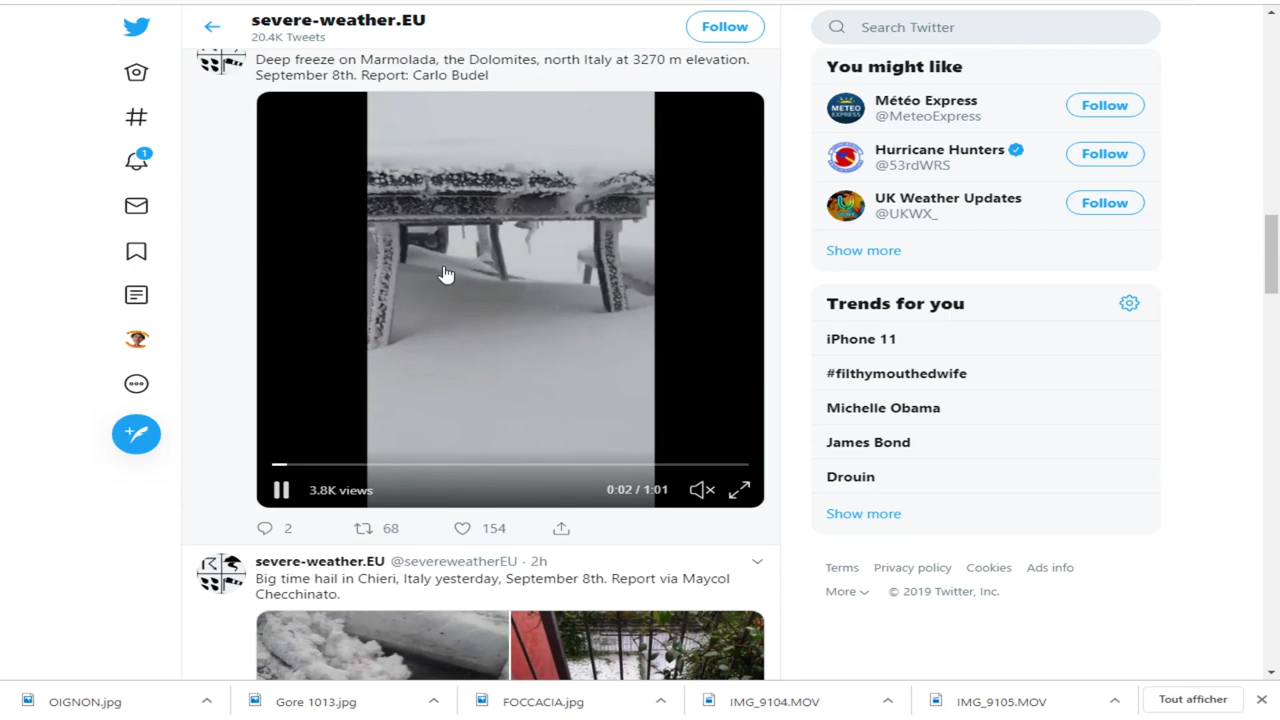 severe-weather.EU
20.4K Tweets
Follow
Deep freeze on Marmolada, the Dolomites, north Italy at 3270 m elevation.
September 8th. Report: Carlo Budel
3.8K views
0:02 / 1:01
2
68
154
severe-weather.EU @severeweatherEU · 2h
Big time hail in Chieri, Italy yesterday, September 8th. Report via Maycol
Checchinato.
1
Search Twitter
You might like
METEO
EXPRESS
Météo Express
@MeteoExpress
Follow
Hurricane Hunters
@53rdWRS
Follow
UK Weather Updates
@UKWX_
Follow
Show more
Trends for you
iPhone 11
#filthymouthedwife
Michelle Obama
James Bond
Drouin
Show more
Terms Privacy policy Cookies Ads info
More © 2019 Twitter, Inc.
OIGNON.jpg
Gore 1013.jpg
FOCCACIA.jpg
IMG_9104.MOV
IMG_9105.MOV
Tout afficher